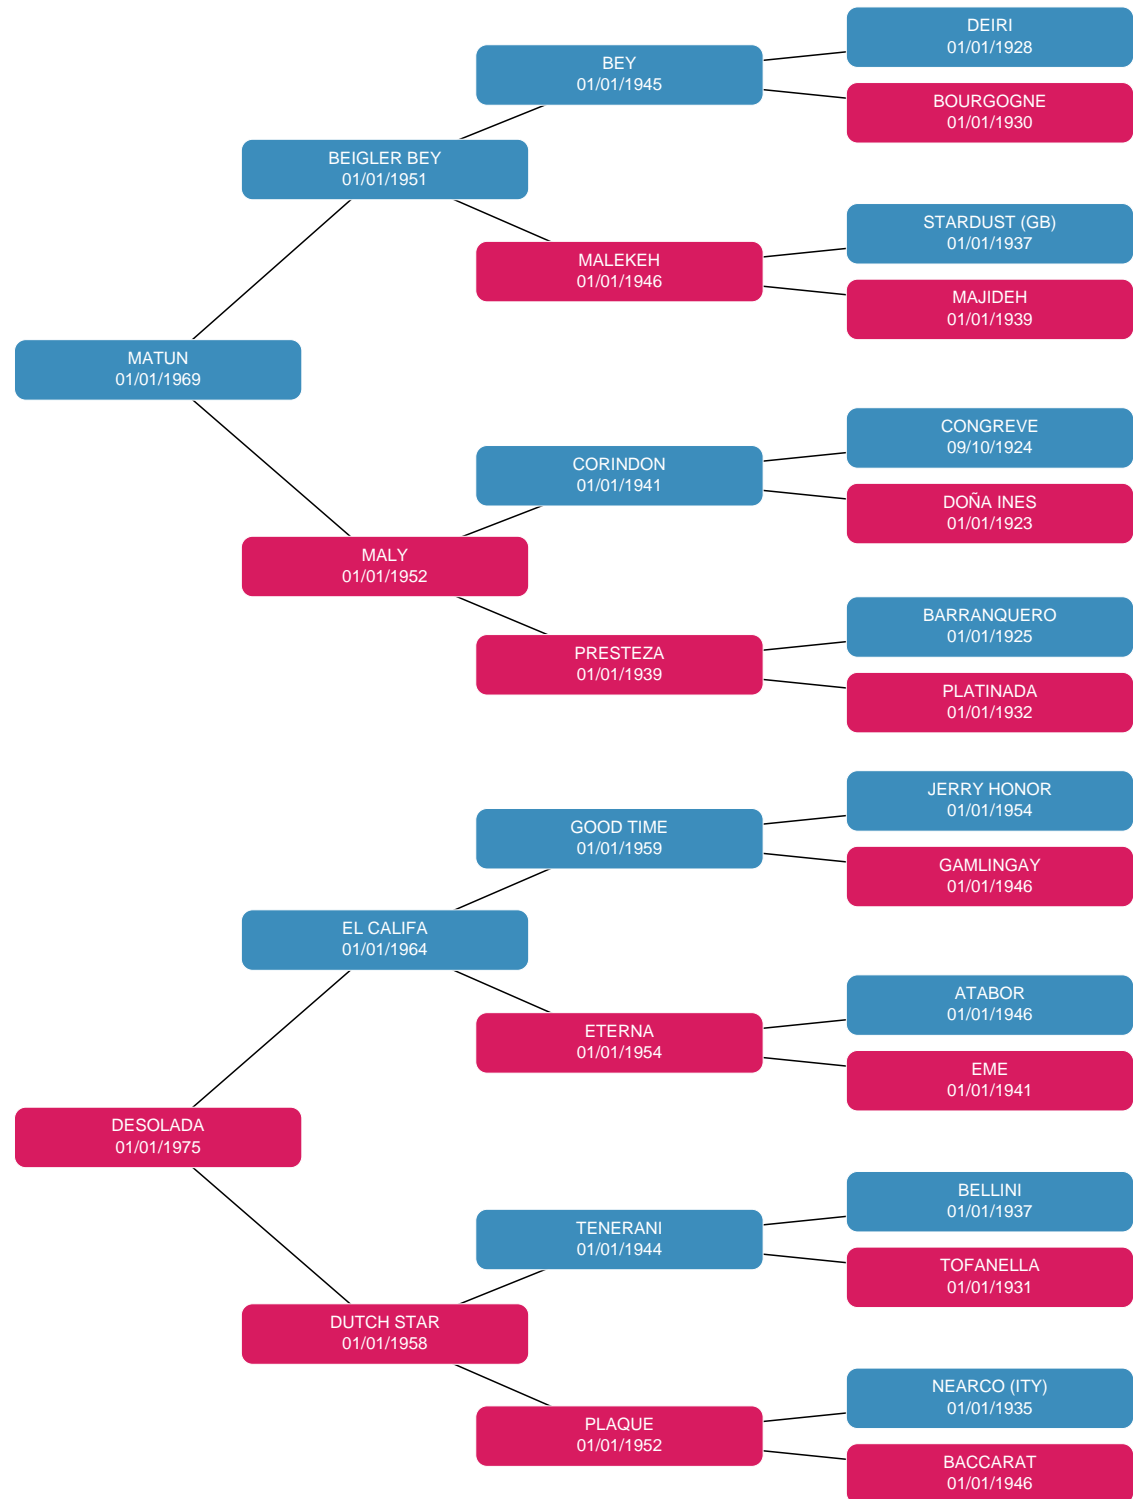 DEIRI
01/01/1928
BEY
01/01/1945
BOURGOGNE
01/01/1930
BEIGLER BEY
01/01/1951
STARDUST (GB)
01/01/1937
MALEKEH
01/01/1946
MAJIDEH
01/01/1939
MATUN
01/01/1969
CONGREVE
09/10/1924
CORINDON
01/01/1941
DOÑA INES
01/01/1923
MALY
01/01/1952
BARRANQUERO
01/01/1925
PRESTEZA
01/01/1939
PLATINADA
01/01/1932
JERRY HONOR
01/01/1954
GOOD TIME
01/01/1959
GAMLINGAY
01/01/1946
EL CALIFA
01/01/1964
ATABOR
01/01/1946
ETERNA
01/01/1954
EME
01/01/1941
DESOLADA
01/01/1975
BELLINI
01/01/1937
TENERANI
01/01/1944
TOFANELLA
01/01/1931
DUTCH STAR
01/01/1958
NEARCO (ITY)
01/01/1935
PLAQUE
01/01/1952
BACCARAT
01/01/1946